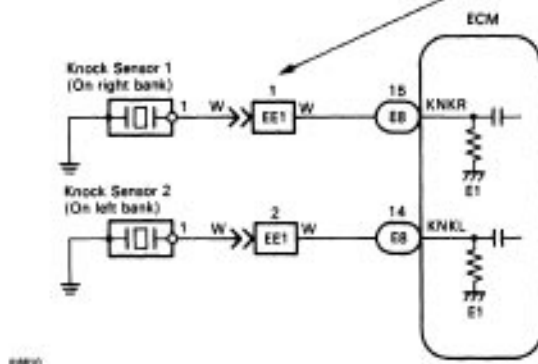 ECM
Knock Sensor 1
(On right bank)
1 W 1 EE1 W 15 E8 KNKR
E1
Knock Sensor 2
(On left bank)
1 W 2 EE1 W 14 E8 KNKL
E1